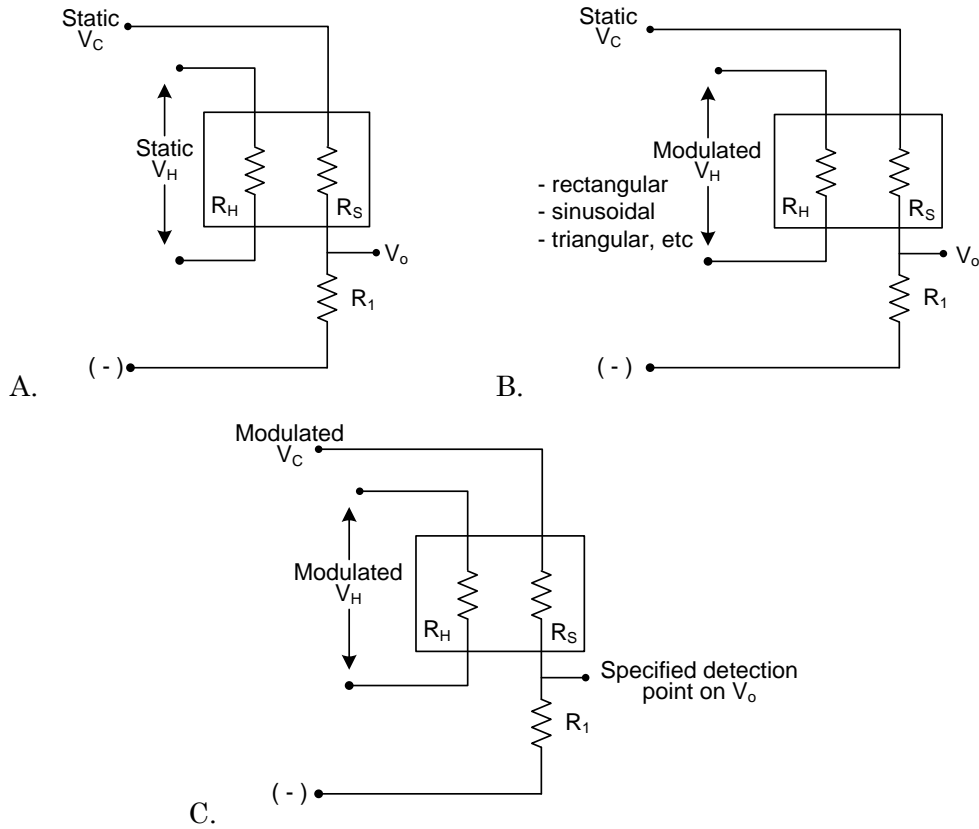 Static
VC
Static
VH
RH
RS
Vo
R1
( - )
A.
Static
VC
Modulated
VH
- rectangular
- sinusoidal
- triangular, etc
RH
RS
Vo
R1
( - )
B.
Modulated
VC
Modulated
VH
RH
RS
Specified detection
point on Vo
R1
( - )
C.